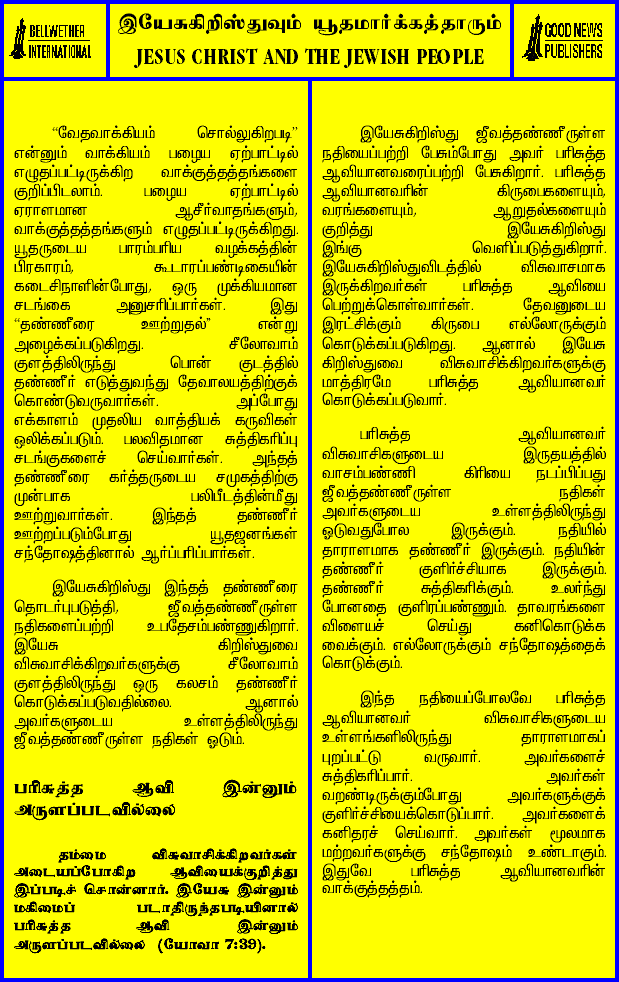 BELLWETHER
INTERNATIONAL
இயேசுகிறிஸ்துவும் யூதமார்க்கத்தாரும்
JESUS CHRIST AND THE JEWISH PEOPLE
GOOD NEWS
PUBLISHERS
“வேதவாக்கியம் சொல்லுகிறபடி”
என்னும் வாக்கியம் பழைய ஏற்பாட்டில்
எழுதப்பட்டிருக்கிற வாக்குத்தத்தங்களை
குறிப்பிடலாம். பழைய ஏற்பாட்டில்
ஏராளமான ஆசீர்வாதங்களும்,
வாக்குத்தத்தங்களும் எழுதப்பட்டிருக்கிறது.
யூதருடைய பாரம்பரிய வழக்கத்தின்
பிரகாரம், கூடாரப்பண்டிகையின்
கடைசிநாளின்போது, ஒரு முக்கியமான
சடங்கை அனுசரிப்பார்கள். இது
“தண்ணீரை ஊற்றுதல்” என்று
அழைக்கப்படுகிறது. சீலோவாம்
குளத்திலிருந்து பொன் குடத்தில்
தண்ணீர் எடுத்துவந்து தேவாலயத்திற்குக்
கொண்டுவருவார்கள். அப்போது
எக்காளம் முதலிய வாத்தியக் கருவிகள்
ஒலிக்கப்படும். பலவிதமான சுத்திகரிப்பு
சடங்குகளைச் செய்வார்கள். அந்தத்
தண்ணீரை கர்த்தருடைய சமுகத்திற்கு
முன்பாக பலிபீடத்தின்மீது
ஊற்றுவார்கள். இந்தத் தண்ணீர்
ஊற்றப்படும்போது யூதஜனங்கள்
சந்தோஷத்தினால் ஆர்ப்பரிப்பார்கள்.
இயேசுகிறிஸ்து இந்தத் தண்ணீரை
தொடர்புபடுத்தி, ஜீவத்தண்ணீருள்ள
நதிகளைப்பற்றி உபதேசம்பண்ணுகிறார்.
இயேசு கிறிஸ்துவை
விசுவாசிக்கிறவர்களுக்கு சீலோவாம்
குளத்திலிருந்து ஒரு கலசம் தண்ணீர்
கொடுக்கப்படுவதில்லை. ஆனால்
அவர்களுடைய உள்ளத்திலிருந்து
ஜீவத்தண்ணீருள்ள நதிகள் ஓடும்.
பரிசுத்த ஆவி இன்னும்
அருளப்படவில்லை
தம்மை விசுவாசிக்கிறவர்கள்
அடையப்போகிற ஆவியைக்குறித்து
இப்படிச் சொன்னார். இயேசு இன்னும்
மகிமைப் படாதிருந்தபடியினால்
பரிசுத்த ஆவி இன்னும்
அருளப்படவில்லை (யோவா 7:39).
இயேசுகிறிஸ்து ஜீவத்தண்ணீருள்ள
நதியைப்பற்றி பேசும்போது அவர் பரிசுத்த
ஆவியானவரைப்பற்றி பேசுகிறார். பரிசுத்த
ஆவியானவரின் கிருபைகளையும்,
வரங்களையும், ஆறுதல்களையும்
குறித்து இயேசுகிறிஸ்து
இங்கு வெளிப்படுத்துகிறார்.
இயேசுகிறிஸ்துவிடத்தில் விசுவாசமாக
இருக்கிறவர்கள் பரிசுத்த ஆவியை
பெற்றுக்கொள்வார்கள். தேவனுடைய
இரட்சிக்கும் கிருபை எல்லோருக்கும்
கொடுக்கப்படுகிறது. ஆனால் இயேசு
கிறிஸ்துவை விசுவாசிக்கிறவர்களுக்கு
மாத்திரமே பரிசுத்த ஆவியானவர்
கொடுக்கப்படுவார்.
பரிசுத்த ஆவியானவர்
விசுவாசிகளுடைய இருதயத்தில்
வாசம்பண்ணி கிரியை நடப்பிப்பது
ஜீவத்தண்ணீருள்ள நதிகள்
அவர்களுடைய உள்ளத்திலிருந்து
ஓடுவதுபோல இருக்கும். நதியில்
தாராளமாக தண்ணீர் இருக்கும். நதியின்
தண்ணீர் குளிர்ச்சியாக இருக்கும்.
தண்ணீர் சுத்திகரிக்கும். உலர்ந்து
போனதை குளிரப்பண்ணும். தாவரங்களை
விளையச் செய்து கனிகொடுக்க
வைக்கும். எல்லோருக்கும் சந்தோஷத்தைக்
கொடுக்கும்.
இந்த நதியைப்போலவே பரிசுத்த
ஆவியானவர் விசுவாசிகளுடைய
உள்ளங்களிலிருந்து தாராளமாகப்
புறப்பட்டு வருவார். அவர்களைச்
சுத்திகரிப்பார். அவர்கள்
வறண்டிருக்கும்போது அவர்களுக்குக்
குளிர்ச்சியைக்கொடுப்பார். அவர்களைக்
கனிதரச் செய்வார். அவர்கள் மூலமாக
மற்றவர்களுக்கு சந்தோஷம் உண்டாகும்.
இதுவே பரிசுத்த ஆவியானவரின்
வாக்குத்தத்தம்.